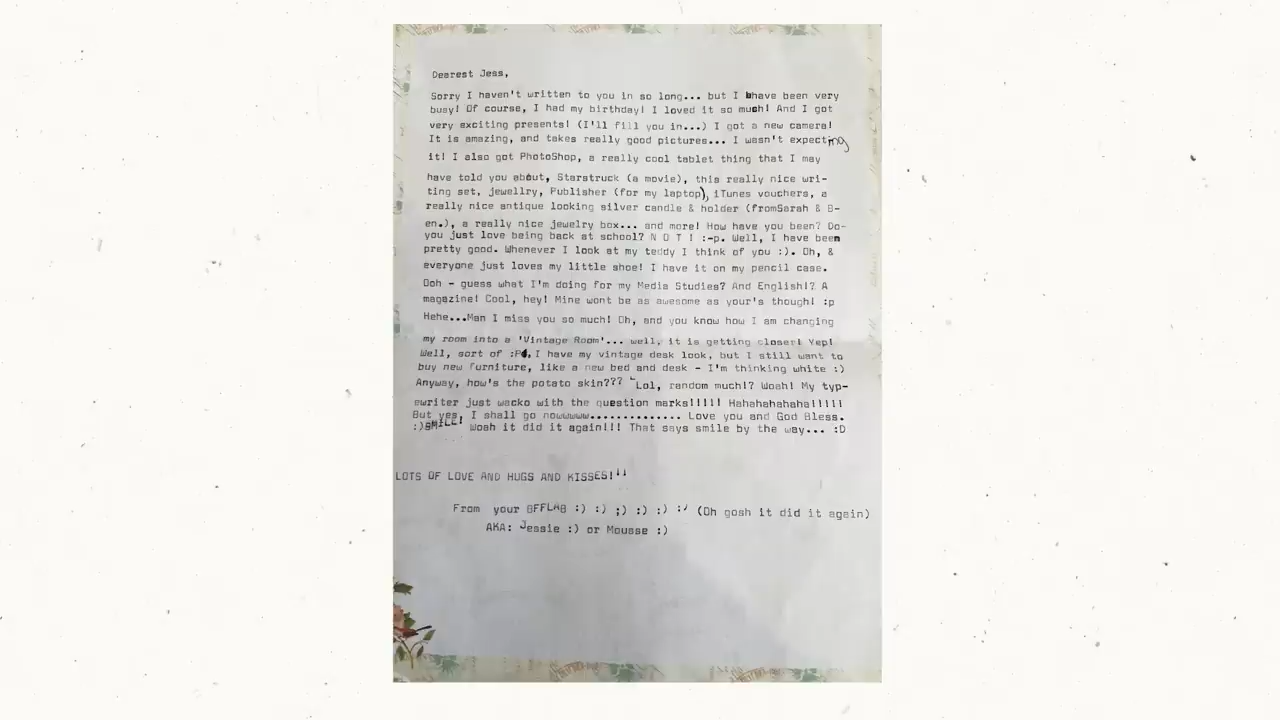 Dearest Jess,
Sorry I haven't written to you in so long... but I have been very
busy! Of course, I had my birthday! I loved it so much! And I got
very exciting presents! (I'll fill you in...) I got a new camera!
It is amazing, and takes really good pictures... I wasn't expecting
it! I also got PhotoShop, a really cool tablet thing that I may
have told you about, Starstruck (a movie), this really nice wri-
ting set, jewellry, Publisher (for my laptop), iTunes vouchers, a
really nice antique looking silver candle & holder (fromSarah & B-
en.), a really nice jewelry box... and more! How have you been? Do-
you just love being back at school? N O T ! :-p. Well, I have been
pretty good. Whenever I look at my teddy I think of you :). Oh, &
everyone just loves my little shoe! I have it on my pencil case.
Ooh - guess what I'm doing for my Media Studies? And English!? A
magazine! Cool, hey! Mine wont be as awesome as your's though! :p
Hehe...Man I miss you so much! Oh, and you know how I am changing
my room into a 'Vintage Room'... well, it is getting closer! Yep!
Well, sort of :P, I have my vintage desk look, but I still want to
buy new furniture, like a new bed and desk - I'm thinking white :)
Anyway, how's the potato skin??? Lol, random much!? Woah! My typ-
ewriter just wacko with the question marks!!!!! Hahahahahaha!!!!!
But yes, I shall go nowwwww.............. Love you and God Bless.
:)SMILE! Woah it did it again!!! That says smile by the way... :D
LOTS OF LOVE AND HUGS AND KISSES!!!
From your BFFLAB :) :) ;) :) :) :) (Oh gosh it did it again)
AKA: Jessie :) or Mousse :)